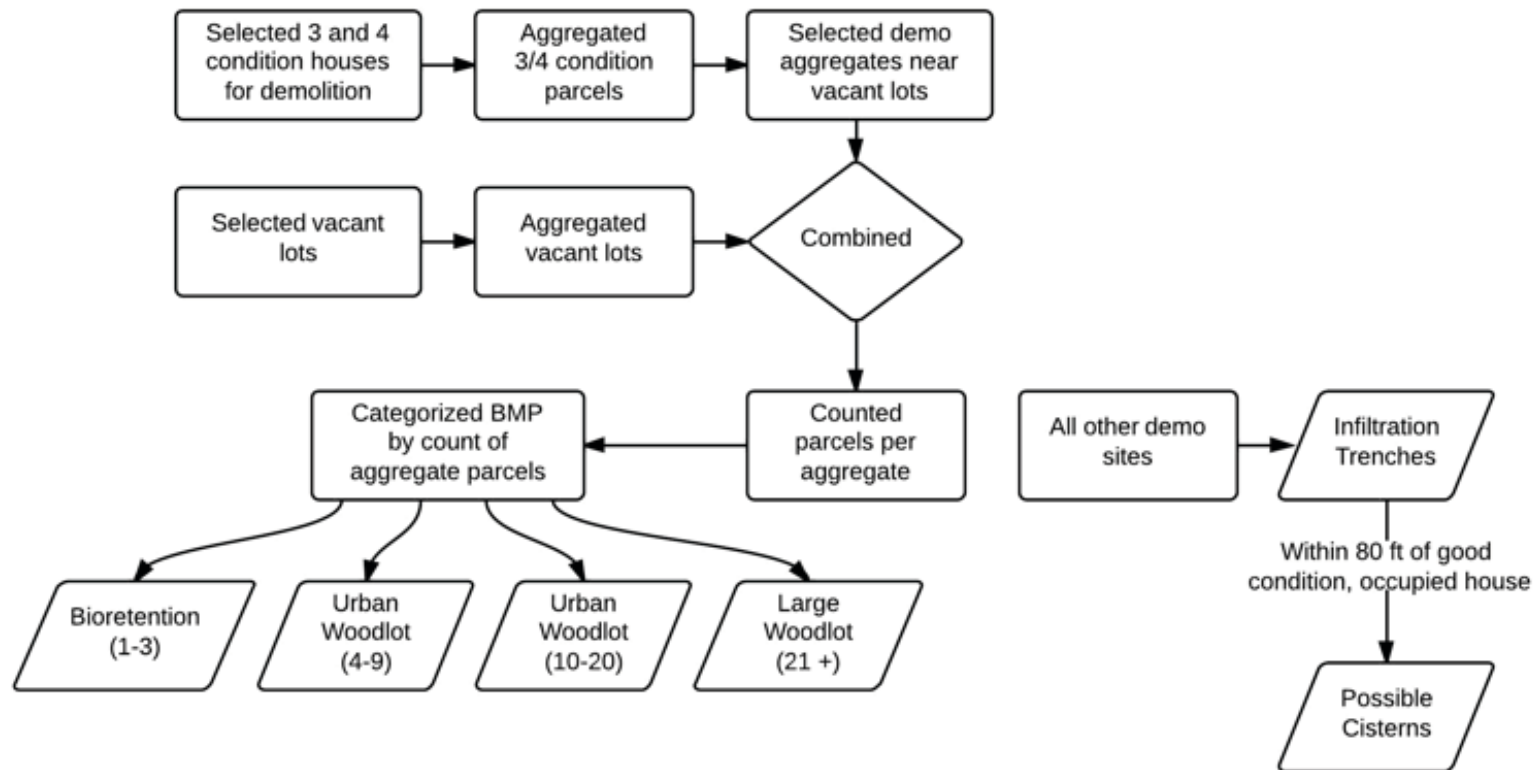 Selected 3 and 4
condition houses
for demolition
Aggregated
3/4 condition
parcels
Selected demo
aggregates near
vacant lots
Selected vacant
lots
Aggregated
vacant lots
Combined
Categorized BMP
by count of
aggregate parcels
Counted
parcels per
aggregate
All other demo
sites
Infiltration
Trenches
Within 80 ft of good
condition, occupied house
Bioretention
(1-3)
Urban
Woodlot
(4-9)
Urban
Woodlot
(10-20)
Large
Woodlot
(21 +)
Possible
Cisterns